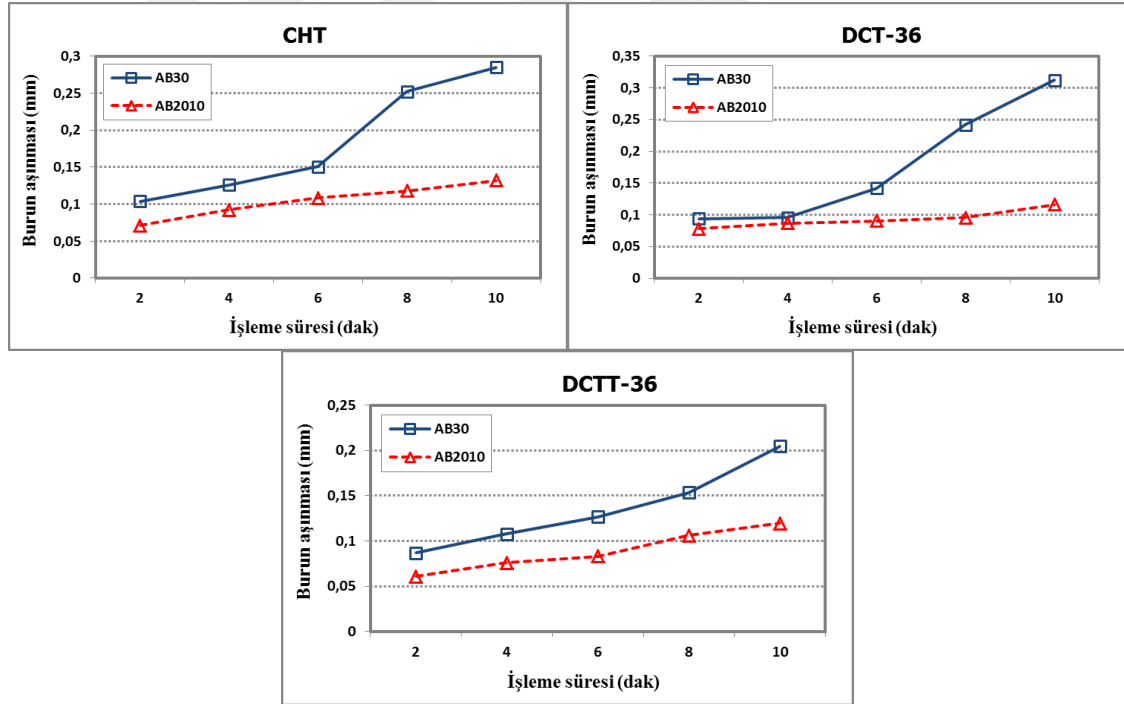 CHT
0,3
0,25
0,2
0,15
0,1
0,05
0
Burun aşınması (mm)
AB30
AB2010
2 4 6 8 10
İşleme süresi (dak)
DCT-36
0,35
0,3
0,25
0,2
0,15
0,1
0,05
0
Burun aşınması (mm)
AB30
AB2010
2 4 6 8 10
İşleme süresi (dak)
DCTT-36
0,25
0,2
0,15
0,1
0,05
0
Burun aşınması (mm)
AB30
AB2010
2 4 6 8 10
İşleme süresi (dak)